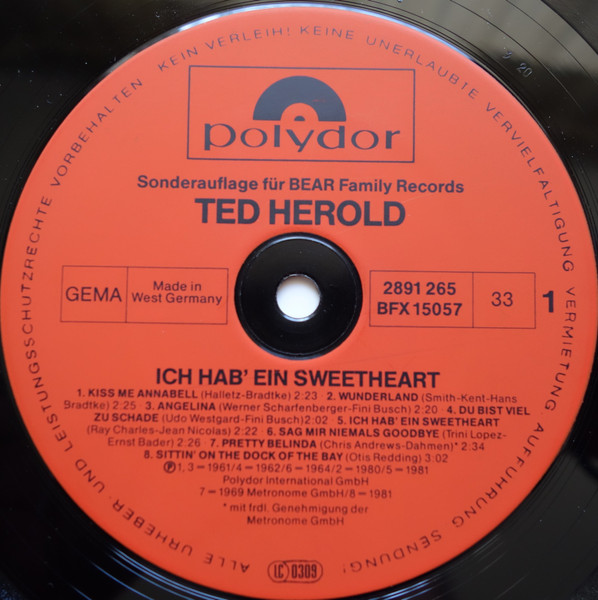 ALLE URHEBER- UND LEISTUNGSSCHUTZRECHTE VORBEHALTEN KEIN VERLEIH! KEINE UNERLAUBTE VERVIELFÄLTIGUNG VERMIETUNG AUFFÜHRUNG SENDUNG!
polydor
Sonderauflage für BEAR Family Records
TED HEROLD
GEMA
Made in
West Germany
2891 265
BFX 15057
33
1
ICH HAB' EIN SWEETHEART
1. KISS ME ANNABELL (Halletz-Bradtke) 2:23 2. WUNDERLAND (Smith-Kent-Hans
Bradtke) 2:25 3. ANGELINA (Werner Scharfenberger-Fini Busch) 2:20 4. DU BIST VIEL
ZU SCHADE (Udo Westgard-Fini Busch) 2:02 5. ICH HAB' EIN SWEETHEART
(Ray Charles-Jean Nicolas) 2:22 6. SAG MIR NIEMALS GOODBYE (Trini Lopez-
Ernst Bader) 2:26 7. PRETTY BELINDA (Chris Andrews-Dahmen)* 2:34
8. SITTIN' ON THE DOCK OF THE BAY (Otis Redding) 3:02
Ⓟ 1, 3 = 1961/4 = 1962/6 = 1964/2 = 1980/5 = 1981
Polydor International GmbH
7 = 1969 Metronome GmbH/8 = 1981
* mit frdl. Genehmigung der
Metronome GmbH
LC 0309